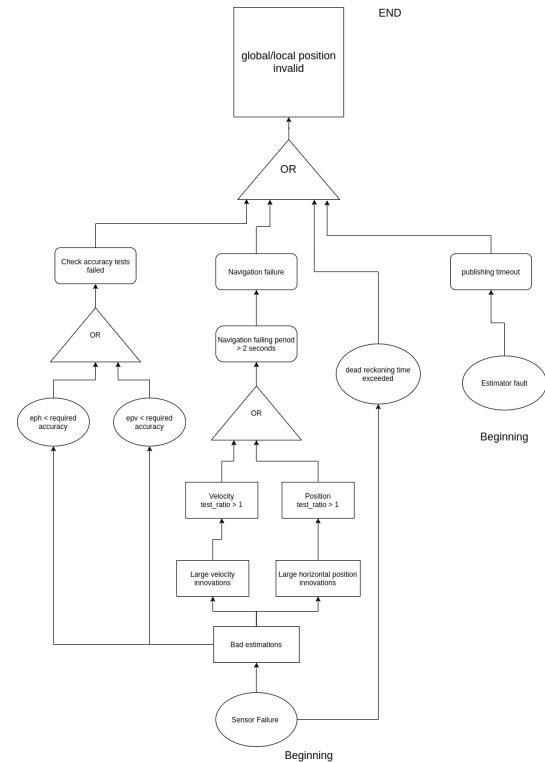 END
global/local position
invalid
OR
Check accuracy tests
failed
Navigation failure
publishing timeout
OR
Navigation failing period
> 2 seconds
dead reckoning time
exceeded
Estimator fault
eph < required
accuracy
epv < required
accuracy
OR
Beginning
Velocity
test_ratio > 1
Position
test_ratio > 1
Large velocity
innovations
Large horizontal position
innovations
Bad estimations
Sensor Failure
Beginning